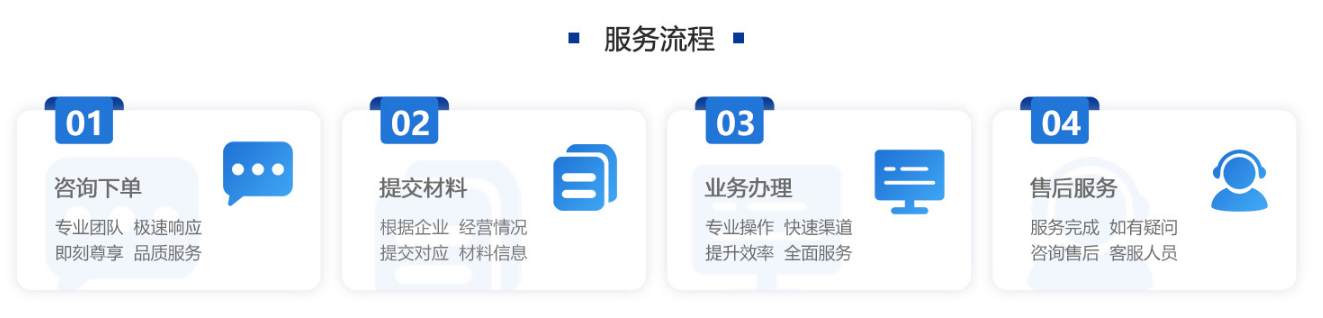 服务流程
01
咨询下单
专业团队 极速响应
即刻尊享 品质服务
02
提交材料
根据企业 经营情况
提交对应 材料信息
03
业务办理
专业操作 快速渠道
提升效率 全面服务
04
售后服务
服务完成 如有疑问
咨询售后 客服人员